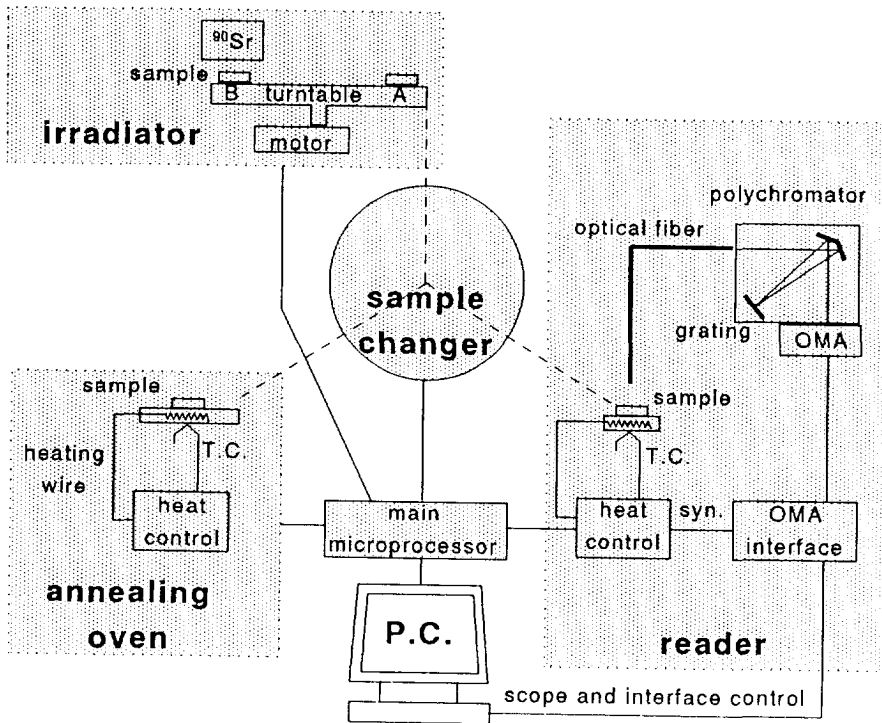 ⁹⁰Sr
sample
B turntable A
motor
irradiator
sample
changer
polychromator
optical fiber
grating
OMA
sample
T.C.
heating
wire
heat
control
annealing
oven
main
microprocessor
P.C.
sample
T.C.
heat
control
syn.
OMA
interface
reader
scope and interface control